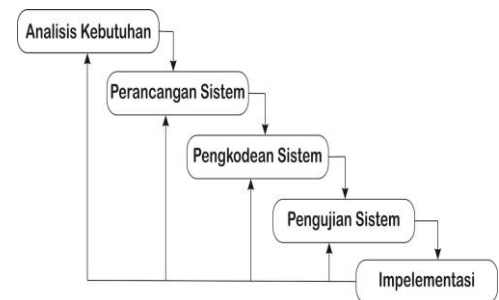 Analisis Kebutuhan
Perancangan Sistem
Pengkodean Sistem
Pengujian Sistem
Impelementasi